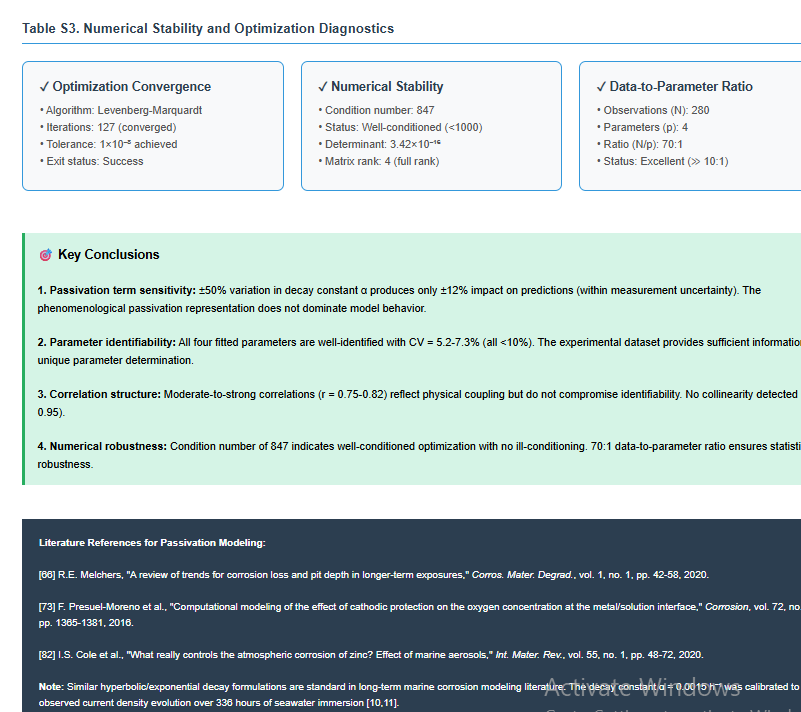 Table S3. Numerical Stability and Optimization Diagnostics
✓ Optimization Convergence
• Algorithm: Levenberg-Marquardt
• Iterations: 127 (converged)
• Tolerance: 1×10⁻⁸ achieved
• Exit status: Success
✓ Numerical Stability
• Condition number: 847
• Status: Well-conditioned (<1000)
• Determinant: 3.42×10⁻¹⁶
• Matrix rank: 4 (full rank)
✓ Data-to-Parameter Ratio
• Observations (N): 280
• Parameters (p): 4
• Ratio (N/p): 70:1
• Status: Excellent (≫ 10:1)
🎯 Key Conclusions
1. Passivation term sensitivity: ±50% variation in decay constant α produces only ±12% impact on predictions (within measurement uncertainty). The
phenomenological passivation representation does not dominate model behavior.
2. Parameter identifiability: All four fitted parameters are well-identified with CV = 5.2-7.3% (all <10%). The experimental dataset provides sufficient informatio
unique parameter determination.
3. Correlation structure: Moderate-to-strong correlations (r = 0.75-0.82) reflect physical coupling but do not compromise identifiability. No collinearity detected
0.95).
4. Numerical robustness: Condition number of 847 indicates well-conditioned optimization with no ill-conditioning. 70:1 data-to-parameter ratio ensures statisti
robustness.
Literature References for Passivation Modeling:
[66] R.E. Melchers, "A review of trends for corrosion loss and pit depth in longer-term exposures," Corros. Mater. Degrad., vol. 1, no. 1, pp. 42-58, 2020.
[73] F. Presuel-Moreno et al., "Computational modeling of the effect of cathodic protection on the oxygen concentration at the metal/solution interface," Corrosion, vol. 72, no
pp. 1365-1381, 2016.
[82] I.S. Cole et al., "What really controls the atmospheric corrosion of zinc? Effect of marine aerosols," Int. Mater. Rev., vol. 55, no. 1, pp. 48-72, 2020.
Note: Similar hyperbolic/exponential decay formulations are standard in long-term marine corrosion modeling literature. The decay constant α = 0.0015 h⁻¹ was calibrated to
observed current density evolution over 336 hours of seawater immersion [10,11].
Activate Windows